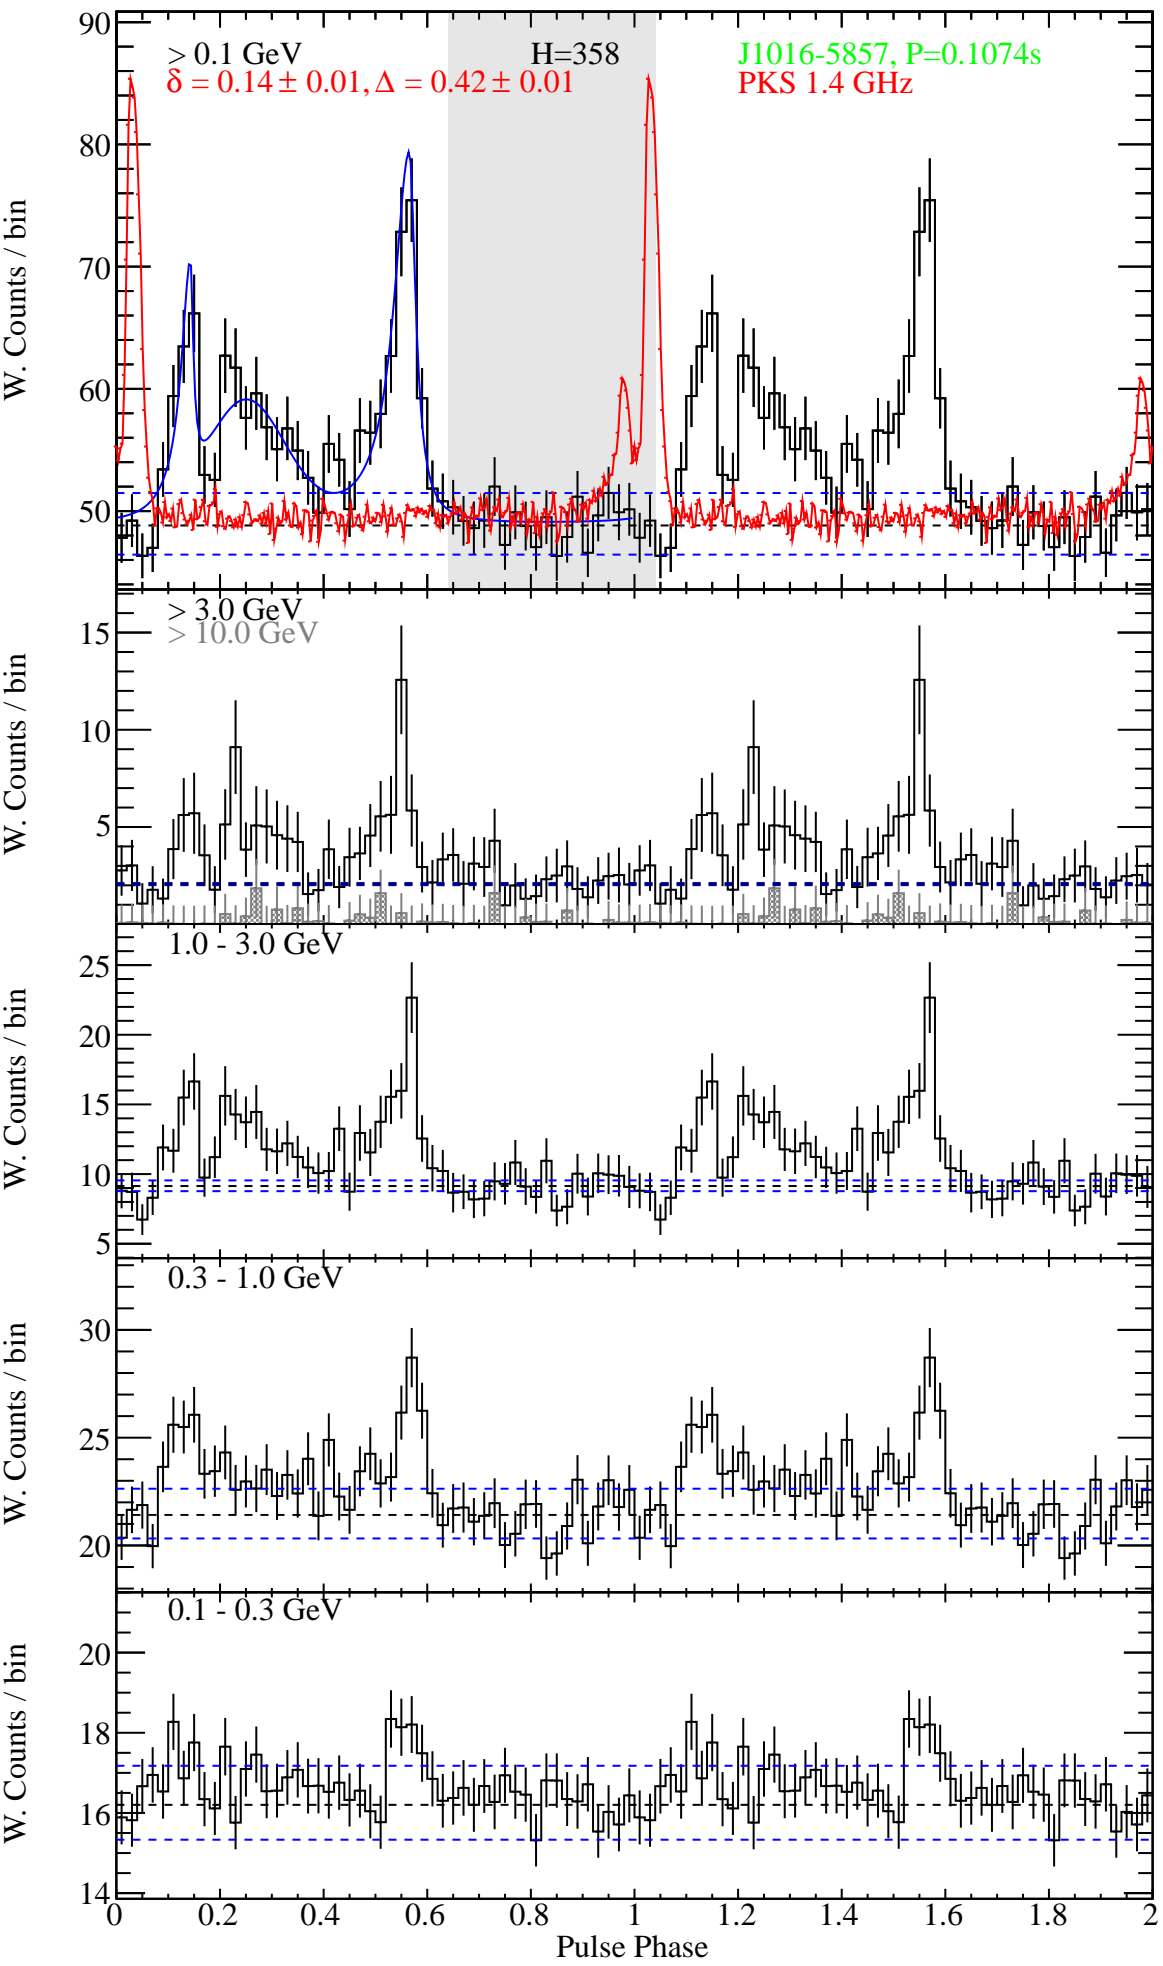 > 0.1 GeV
H=358
J1016-5857, P=0.1074s
δ = 0.14 ± 0.01, Δ = 0.42 ± 0.01
PKS 1.4 GHz
W. Counts / bin
90
80
70
60
50
> 3.0 GeV
> 10.0 GeV
W. Counts / bin
15
10
5
1.0 - 3.0 GeV
W. Counts / bin
25
20
15
10
5
0.3 - 1.0 GeV
W. Counts / bin
30
25
20
0.1 - 0.3 GeV
W. Counts / bin
20
18
16
14
0 0.2 0.4 0.6 0.8 1 1.2 1.4 1.6 1.8 2
Pulse Phase